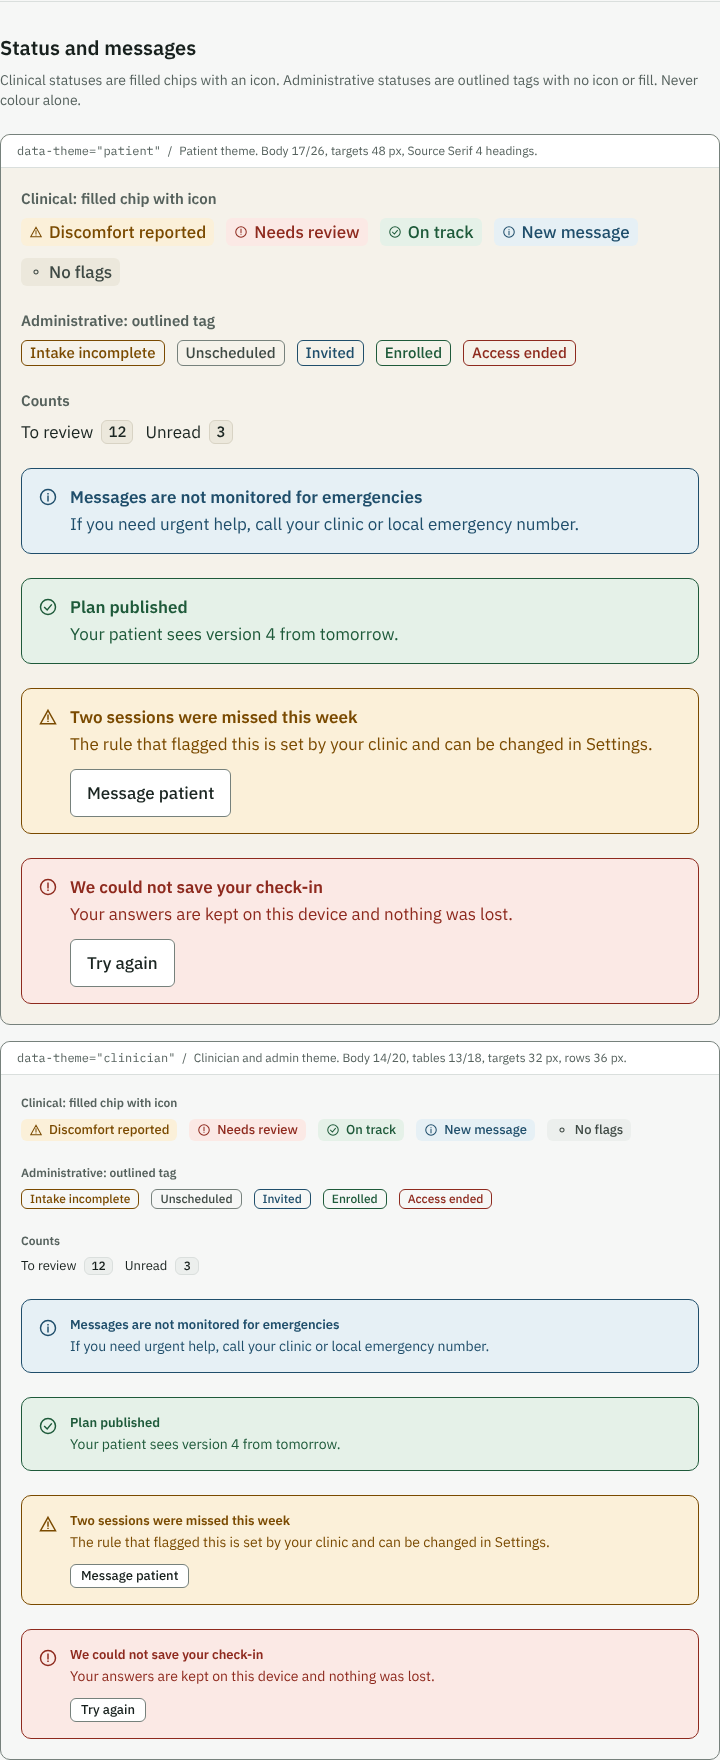 Status and messages
Clinical statuses are filled chips with an icon. Administrative statuses are outlined tags with no icon or fill. Never
colour alone.
data-theme="patient" / Patient theme. Body 17/26, targets 48 px, Source Serif 4 headings.
Clinical: filled chip with icon
Discomfort reported Needs review On track New message
No flags
Administrative: outlined tag
Intake incomplete Unscheduled Invited Enrolled Access ended
Counts
To review 12 Unread 3
Messages are not monitored for emergencies
If you need urgent help, call your clinic or local emergency number.
Plan published
Your patient sees version 4 from tomorrow.
Two sessions were missed this week
The rule that flagged this is set by your clinic and can be changed in Settings.
Message patient
We could not save your check-in
Your answers are kept on this device and nothing was lost.
Try again
data-theme="clinician" / Clinician and admin theme. Body 14/20, tables 13/18, targets 32 px, rows 36 px.
Clinical: filled chip with icon
Discomfort reported Needs review On track New message No flags
Administrative: outlined tag
Intake incomplete Unscheduled Invited Enrolled Access ended
Counts
To review 12 Unread 3
Messages are not monitored for emergencies
If you need urgent help, call your clinic or local emergency number.
Plan published
Your patient sees version 4 from tomorrow.
Two sessions were missed this week
The rule that flagged this is set by your clinic and can be changed in Settings.
Message patient
We could not save your check-in
Your answers are kept on this device and nothing was lost.
Try again